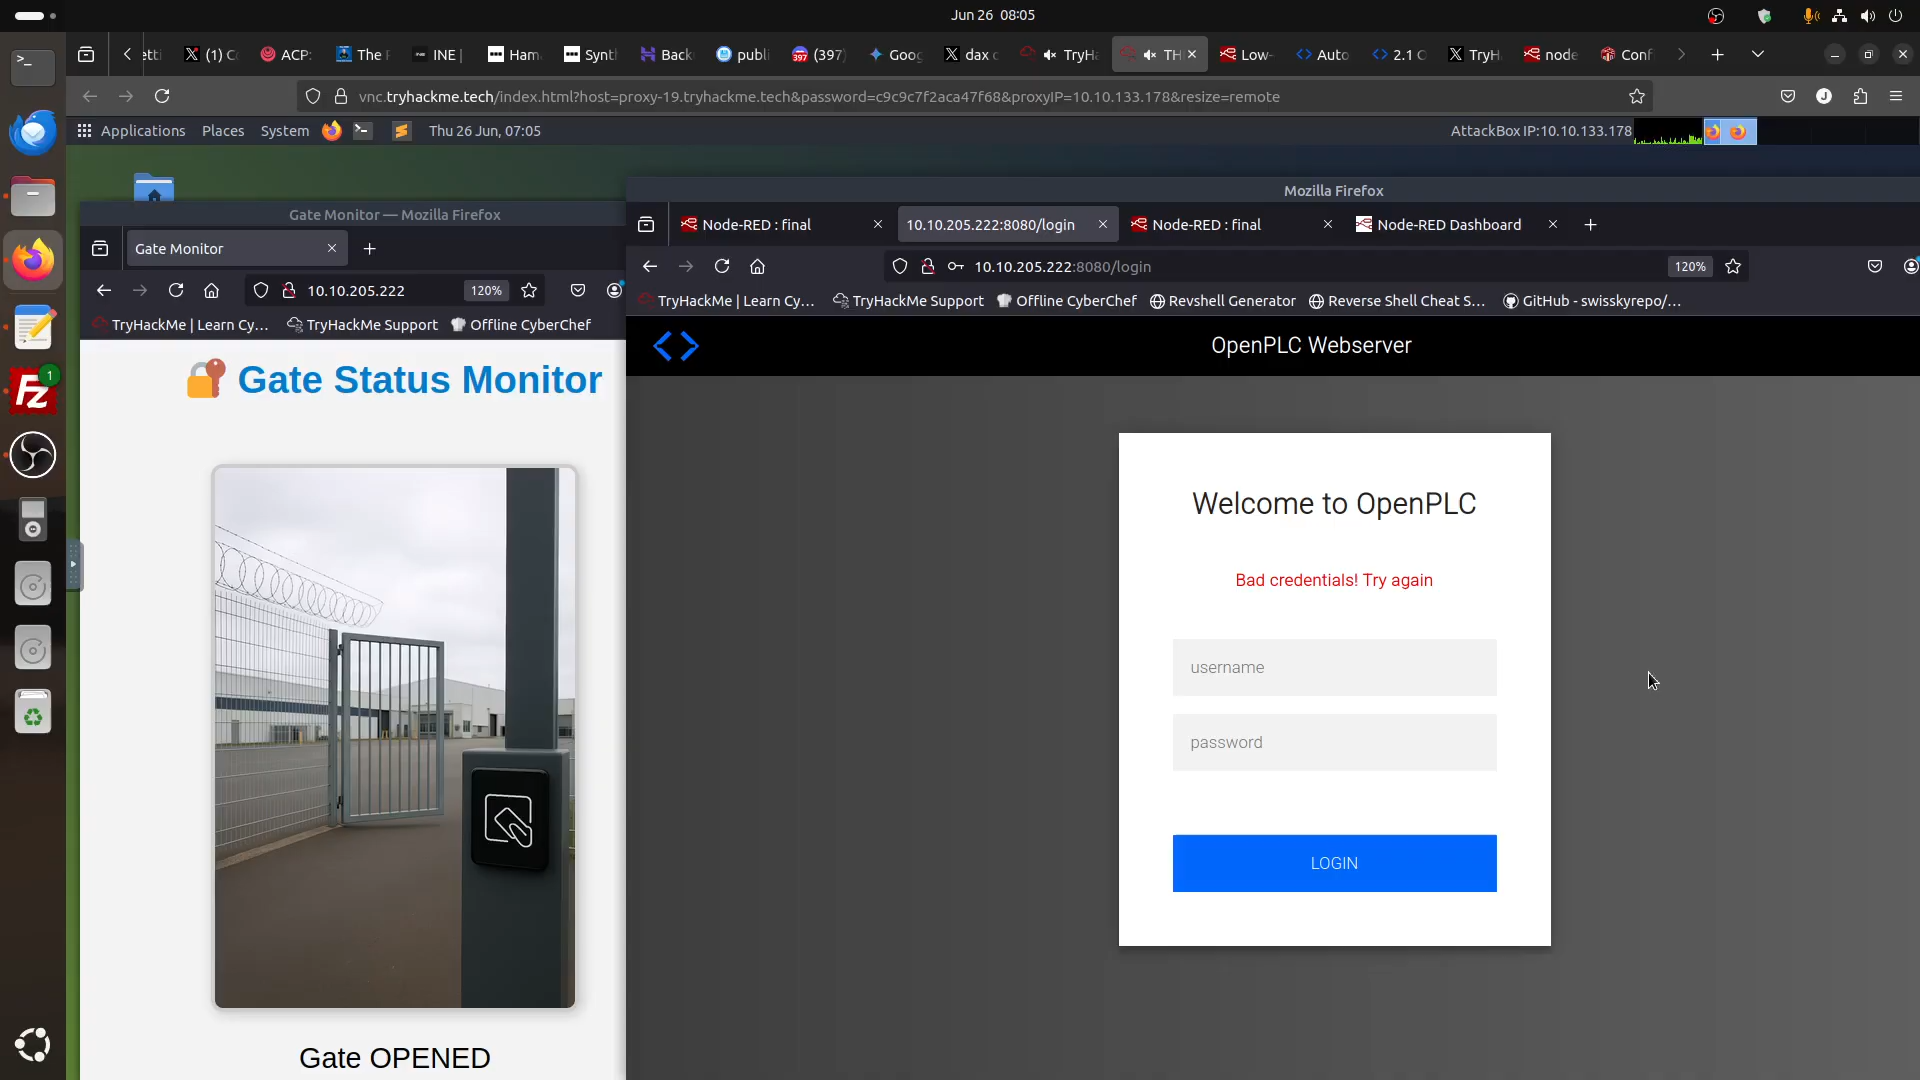 Jun 26 08:05
etti
(1) C
ACP:
The F
INE |
Ham
Synt
Back
publi
(397)
Goog
dax c
TryHa
TH
Low-
Auto
2.1 C
TryH
node
Conf
vnc.tryhackme.tech/index.html?host=proxy-19.tryhackme.tech&password=c9c9c7f2aca47f68&proxyIP=10.10.133.178&resize=remote
J
Applications Places System Thu 26 Jun, 07:05 AttackBox IP:10.10.133.178
Mozilla Firefox
Gate Monitor — Mozilla Firefox
Node-RED : final
10.10.205.222:8080/login
Node-RED : final
Node-RED Dashboard
Gate Monitor
10.10.205.222:8080/login 120%
10.10.205.222 120%
TryHackMe | Learn Cy... TryHackMe Support Offline CyberChef Revshell Generator Reverse Shell Cheat S... GitHub - swisskyrepo/...
TryHackMe | Learn Cy... TryHackMe Support Offline CyberChef
OpenPLC Webserver
Gate Status Monitor
Fz
1
Welcome to OpenPLC
Bad credentials! Try again
username
password
LOGIN
Gate OPENED